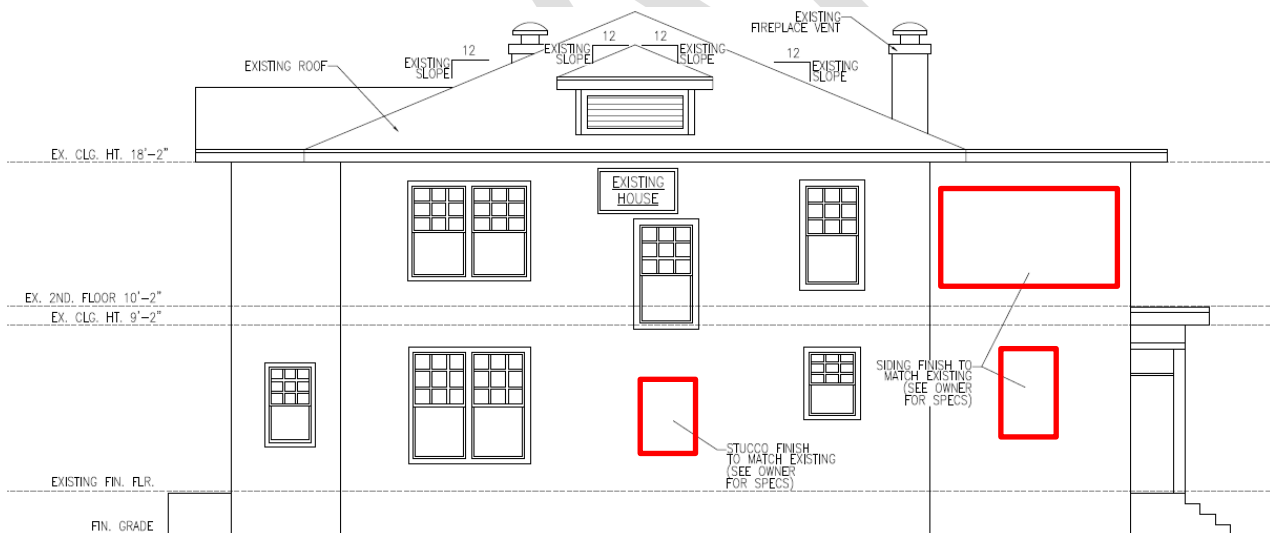 EXISTING
FIREPLACE VENT
12
12
12
12
EXISTING
SLOPE
EXISTING
SLOPE
EXISTING
SLOPE
EXISTING
SLOPE
EXISTING ROOF
EX. CLG. HT. 18'-2"
EXISTING
HOUSE
EX. 2ND. FLOOR 10'-2"
EX. CLG. HT. 9'-2"
SIDING FINISH TO
MATCH EXISTING
(SEE OWNER
FOR SPECS)
STUCCO FINISH
TO MATCH EXISTING
(SEE OWNER
FOR SPECS)
EXISTING FIN. FLR.
FIN. GRADE